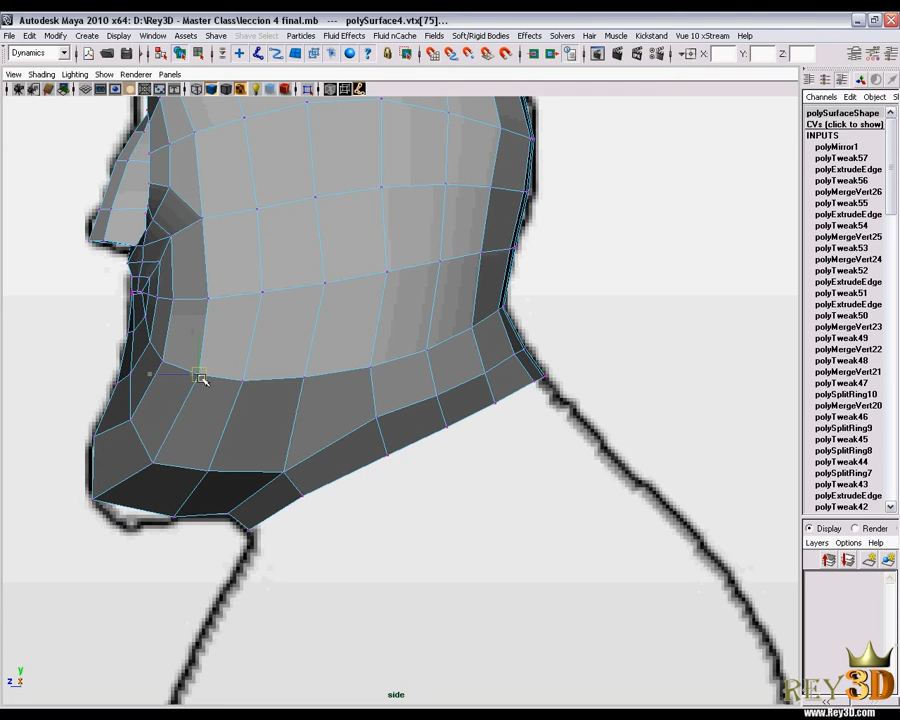 Autodesk Maya 2010 x64: D:\Rey3D - Master Class\leccion 4 final.mb --- polySurface4.vtx[75]...
File Edit Modify Create Display Window Assets Share Share Select Particles Fluid Effects Fluid nCache Fields Soft/Rigid Bodies Effects Solvers Hair Muscle Kickstand Vue 10 xStream Help
Dynamics X: Y: Z:
View Shading Lighting Show Renderer Panels
Channels Edit Object
polySurfaceShape
CVs (click to show)
INPUTS
polyMirror1
polyTweak57
polyExtrudeEdge
polyTweak56
polyMergeVert26
polyTweak55
polyExtrudeEdge
polyTweak54
polyMergeVert25
polyTweak53
polyMergeVert24
polyTweak52
polyExtrudeEdge
polyTweak51
polyExtrudeEdge
polyTweak50
polyMergeVert23
polyTweak49
polyMergeVert22
polyTweak48
polyMergeVert21
polyTweak47
polySplitRing10
polyMergeVert20
polyTweak46
polySplitRing9
polyTweak45
polySplitRing8
polyTweak44
polySplitRing7
polyTweak43
polyExtrudeEdge
polyTweak42
Display Render
Layers Options Help
y
z x
side
REY3D
www.Rey3D.com